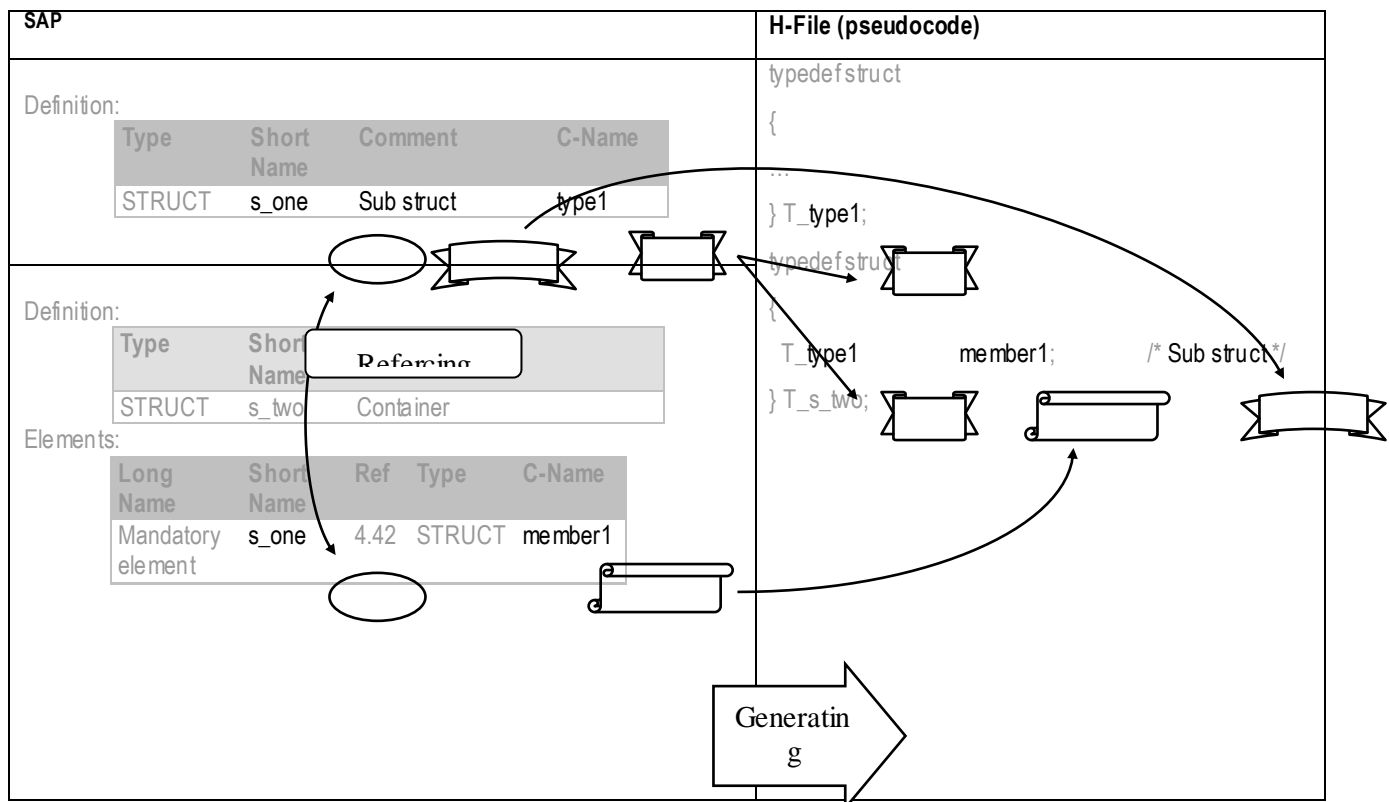 SAP
H-File (pseudocode)
Definition:
Type Short Name Comment C-Name
STRUCT s_one Sub struct type1
Definition:
Type Short Name
STRUCT s_two Container
Refercing
Elements:
Long Name Short Name Ref Type C-Name
Mandatory element s_one 4.42 STRUCT member1
typedef struct
{
...
} T_type1;
typedef struct
{
T_type1 member1; /* Sub struct */
} T_s_two;
Generatin
g